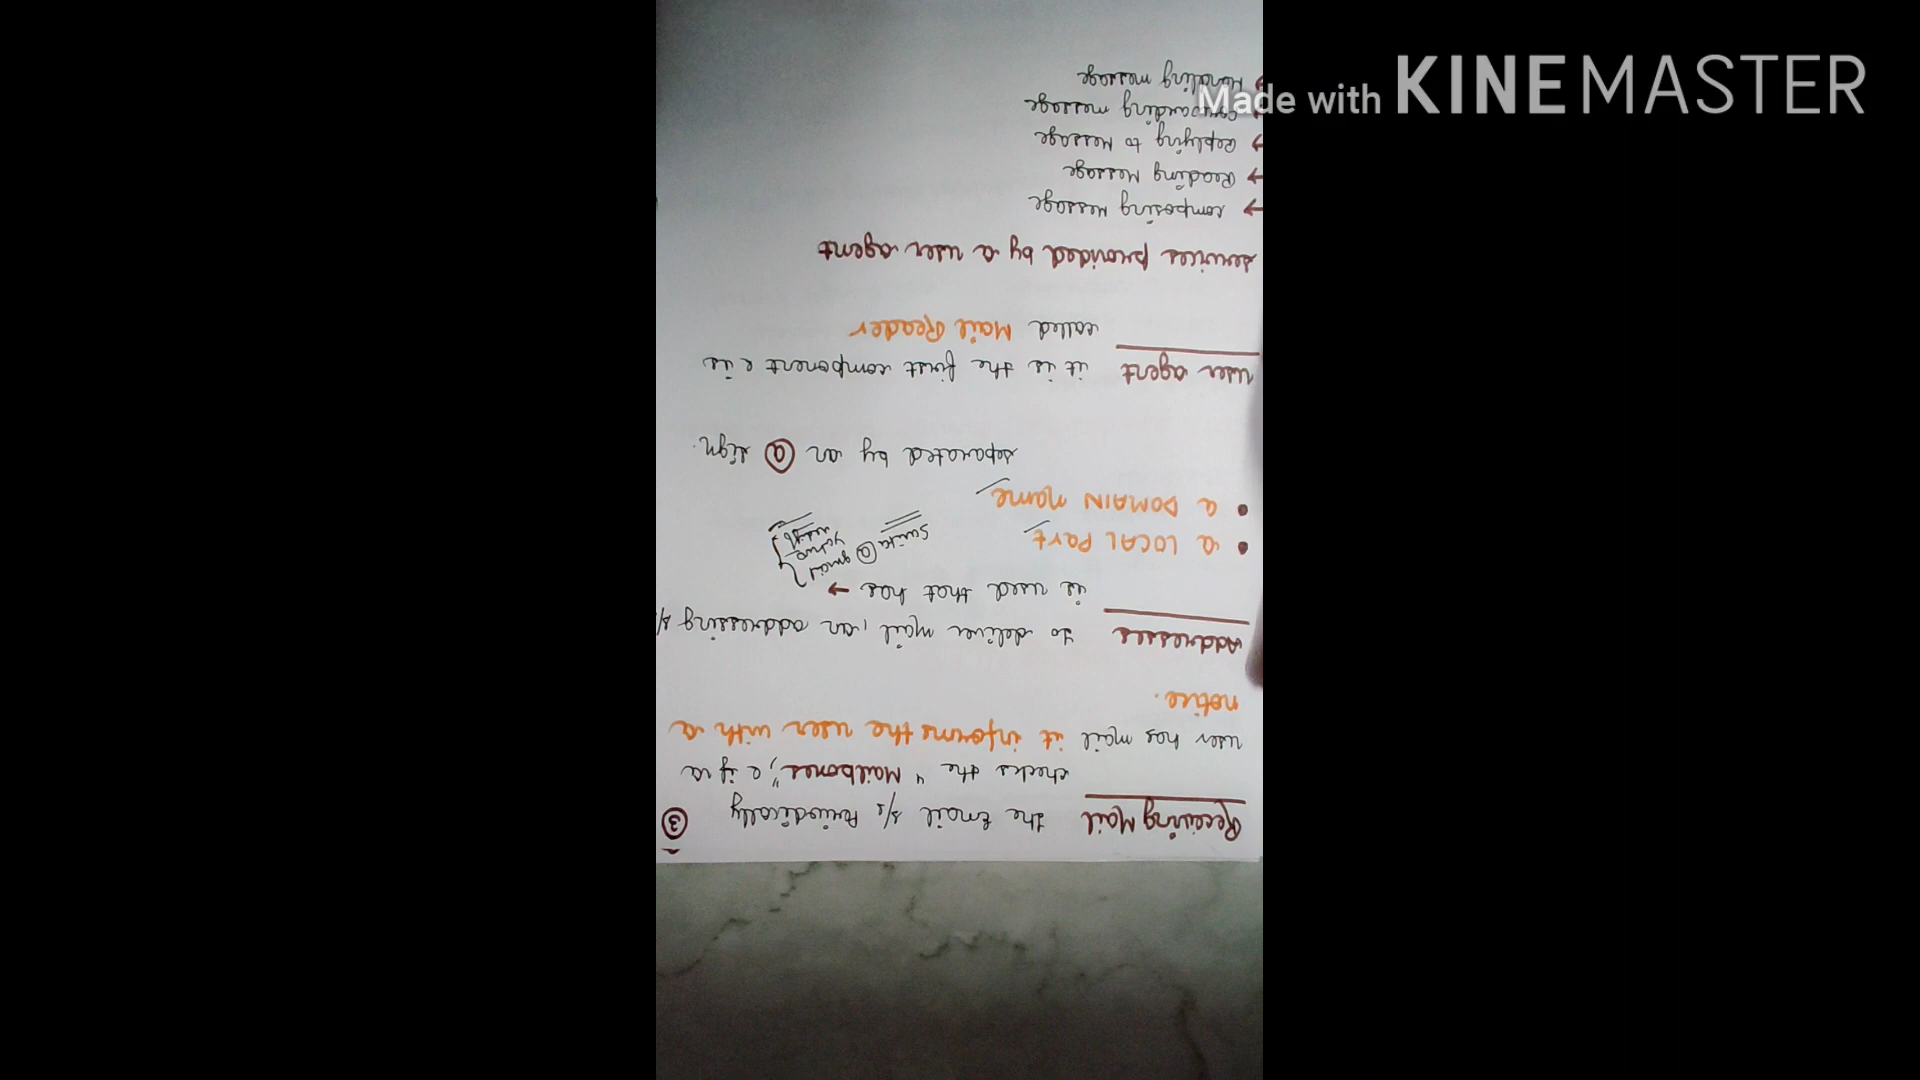 Made with KINEMASTER
③
Receiving Mail the Email s/s Periodically
checks the "Mailboxes", & if a
user has mail it informs the user with a
notice.
Addresses To deliver mail, an addressing s/s
is used that has →
• a LOCAL Part
• a DOMAIN name
Sunita @ gmail
yahoo
separated by an @ sign.
user agent it is the first component & is
called Mail Reader
services provided by a user agent
→ composing Message
→ Reading Message
→ Replying to Message
→ message
→ Handling message